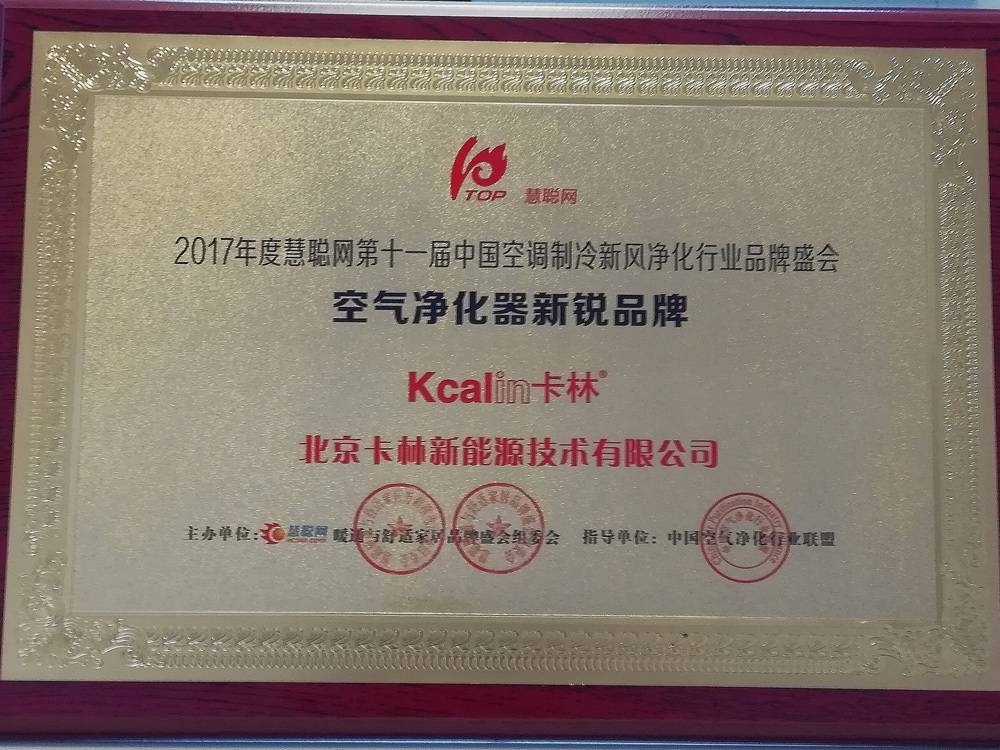 TOP 慧聪网
2017年度慧聪网第十一届中国空调制冷新风净化行业品牌盛会
空气净化器新锐品牌
Kcalin卡林®
北京卡林新能源技术有限公司
主办单位:慧聪网 暖通与舒适家居品牌盛会组委会 指导单位:中国空气净化行业联盟